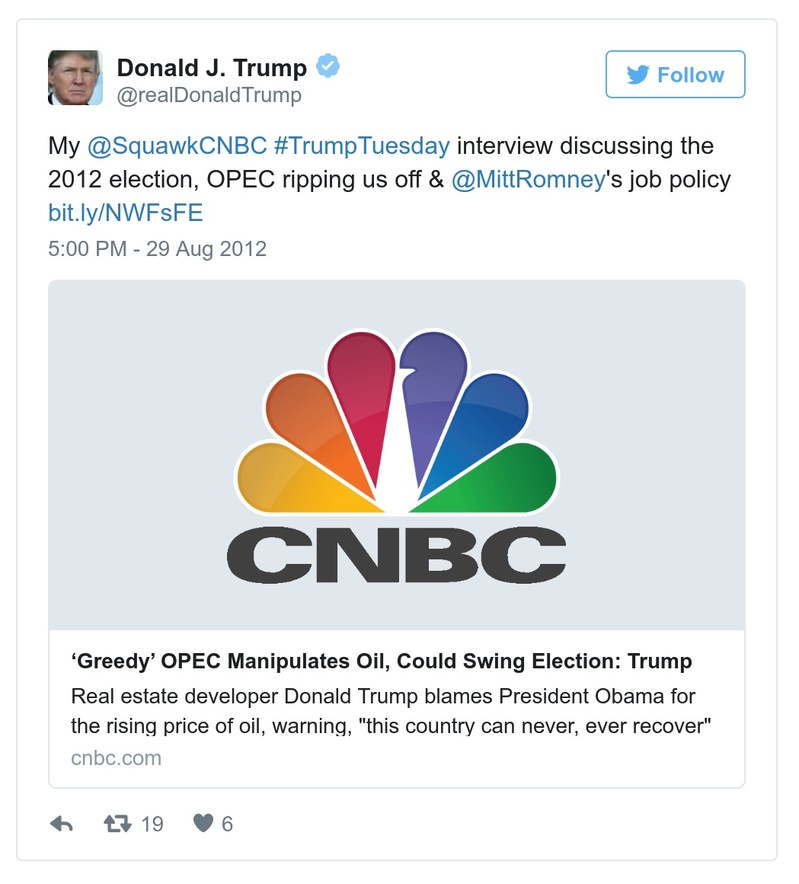 Donald J. Trump
@realDonaldTrump
Follow
My @SquawkCNBC #TrumpTuesday interview discussing the
2012 election, OPEC ripping us off & @MittRomney's job policy
bit.ly/NWFsFE
5:00 PM - 29 Aug 2012
CNBC
‘Greedy’ OPEC Manipulates Oil, Could Swing Election: Trump
Real estate developer Donald Trump blames President Obama for
the rising price of oil, warning, "this country can never, ever recover"
cnbc.com
19
6